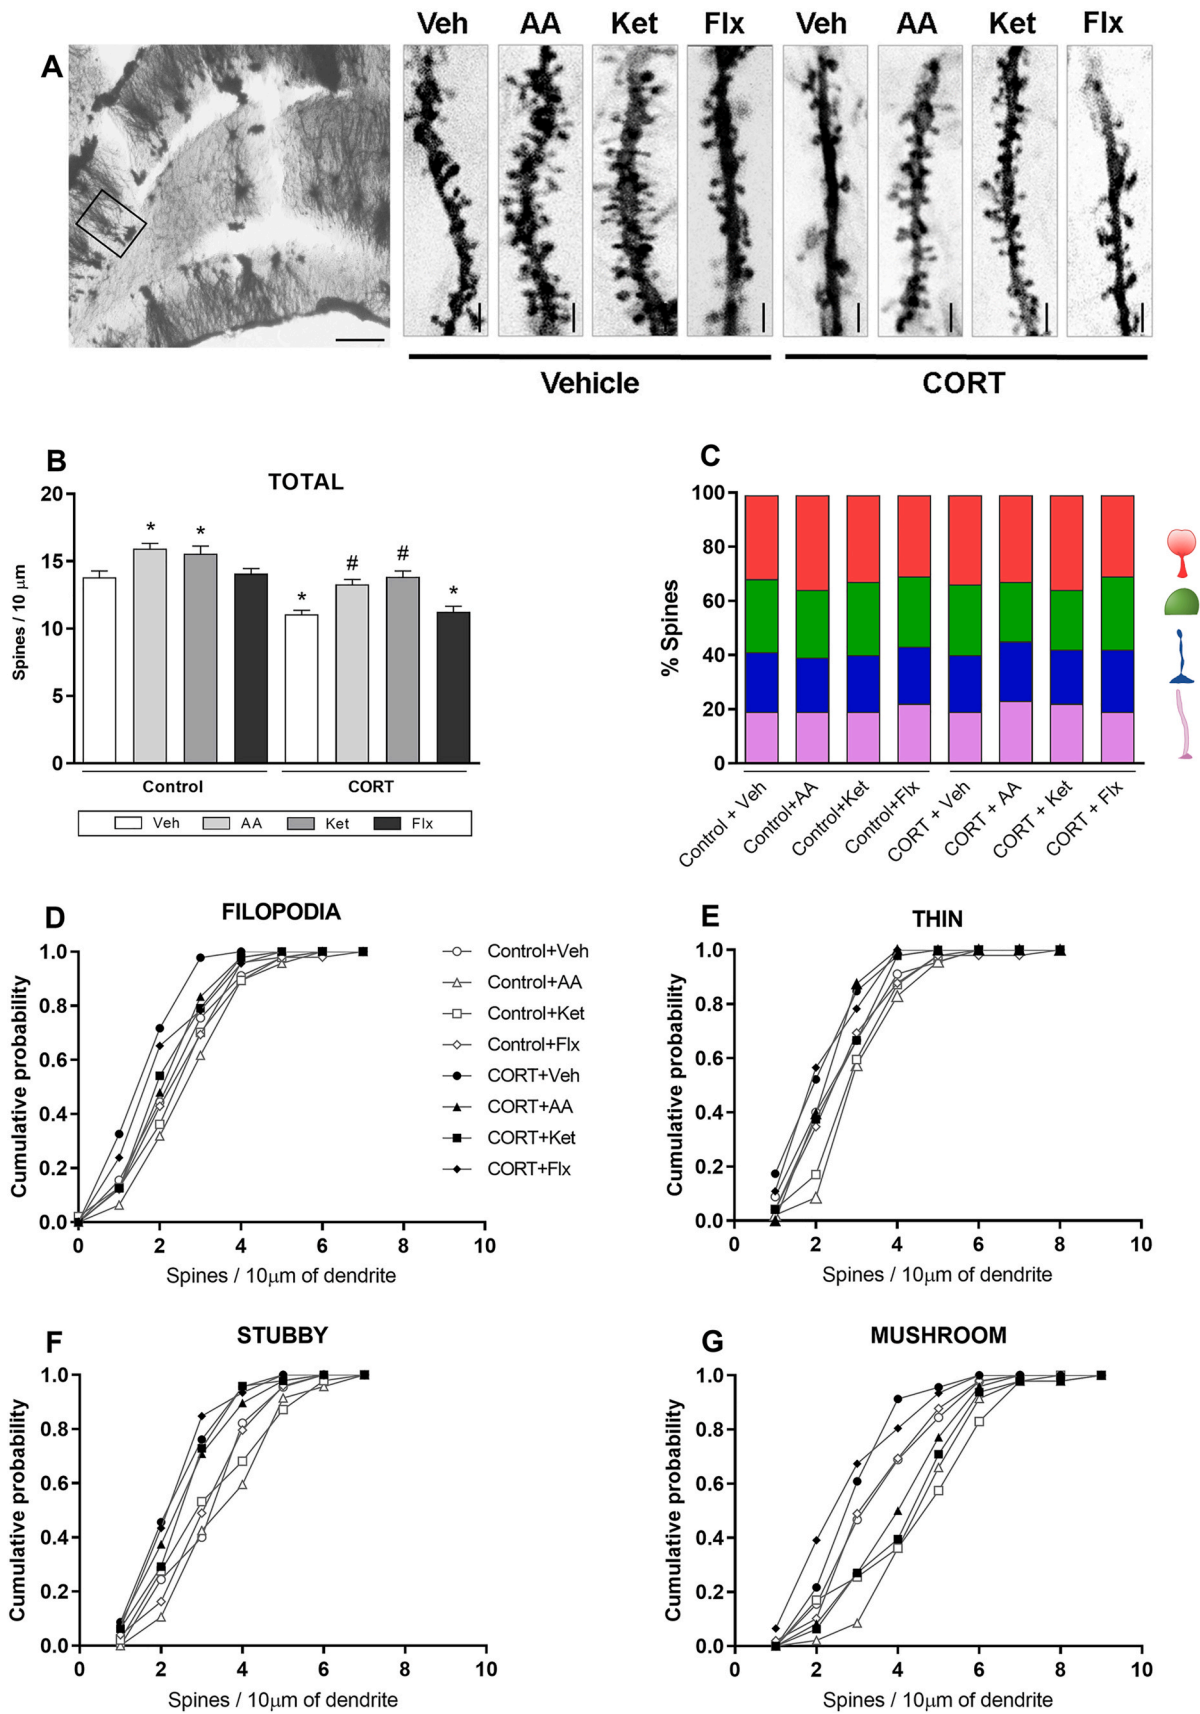 Veh AA Ket Flx Veh AA Ket Flx
A
Vehicle CORT
B
TOTAL
Spines / 10 μm
20
15
10
5
0
* * * # # *
Control CORT
Veh AA Ket Flx
C
% Spines
100
80
60
40
20
0
Control + Veh
Control+AA
Control+Ket
Control+Flx
CORT + Veh
CORT + AA
CORT + Ket
CORT + Flx
D
FILOPODIA
Cumulative probability
1.0
0.8
0.6
0.4
0.2
0.0
0 2 4 6 8 10
Spines / 10μm of dendrite
Control+Veh
Control+AA
Control+Ket
Control+Flx
CORT+Veh
CORT+AA
CORT+Ket
CORT+Flx
E
THIN
Cumulative probability
1.0
0.8
0.6
0.4
0.2
0.0
0 2 4 6 8 10
Spines / 10μm of dendrite
F
STUBBY
Cumulative probability
1.0
0.8
0.6
0.4
0.2
0.0
0 2 4 6 8 10
Spines / 10μm of dendrite
G
MUSHROOM
Cumulative probability
1.0
0.8
0.6
0.4
0.2
0.0
0 2 4 6 8 10
Spines / 10μm of dendrite